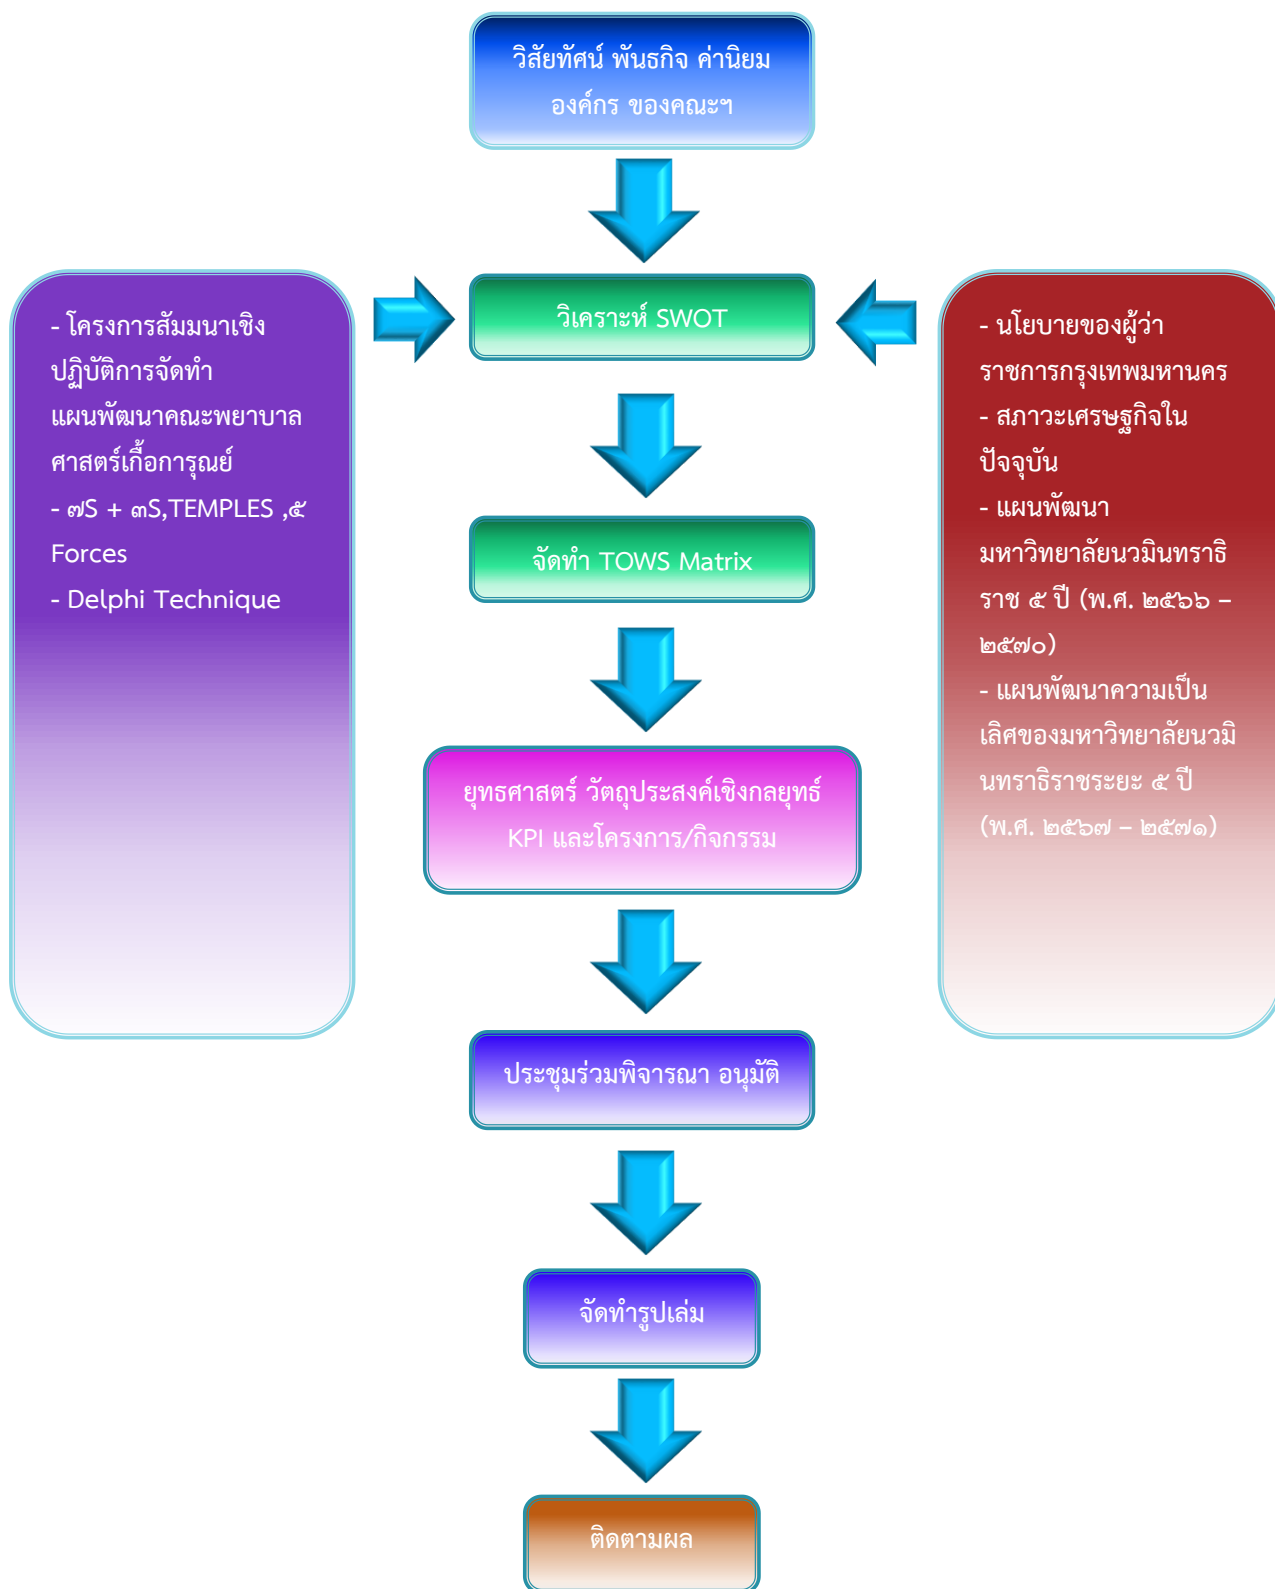 วิสัยทัศน์ พันธกิจ ค่านิยม
องค์กร ของคณะฯ
วิเคราะห์ SWOT
- โครงการสัมมนาเชิง
ปฏิบัติการจัดทำ
แผนพัฒนาคณะพยาบาล
ศาสตร์เกื้อการุณย์
- ๗S + ๓S,TEMPLES ,๕
Forces
- Delphi Technique
- นโยบายของผู้ว่า
ราชการกรุงเทพมหานคร
- สภาวะเศรษฐกิจใน
ปัจจุบัน
- แผนพัฒนา
มหาวิทยาลัยนวมินทราธิ
ราช ๕ ปี (พ.ศ. ๒๕๖๖ –
๒๕๗๐)
- แผนพัฒนาความเป็น
เลิศของมหาวิทยาลัยนวมิ
นทราธิราชระยะ ๕ ปี
(พ.ศ. ๒๕๖๗ – ๒๕๗๑)
จัดทำ TOWS Matrix
ยุทธศาสตร์ วัตถุประสงค์เชิงกลยุทธ์
KPI และโครงการ/กิจกรรม
ประชุมร่วมพิจารณา อนุมัติ
จัดทำรูปเล่ม
ติดตามผล